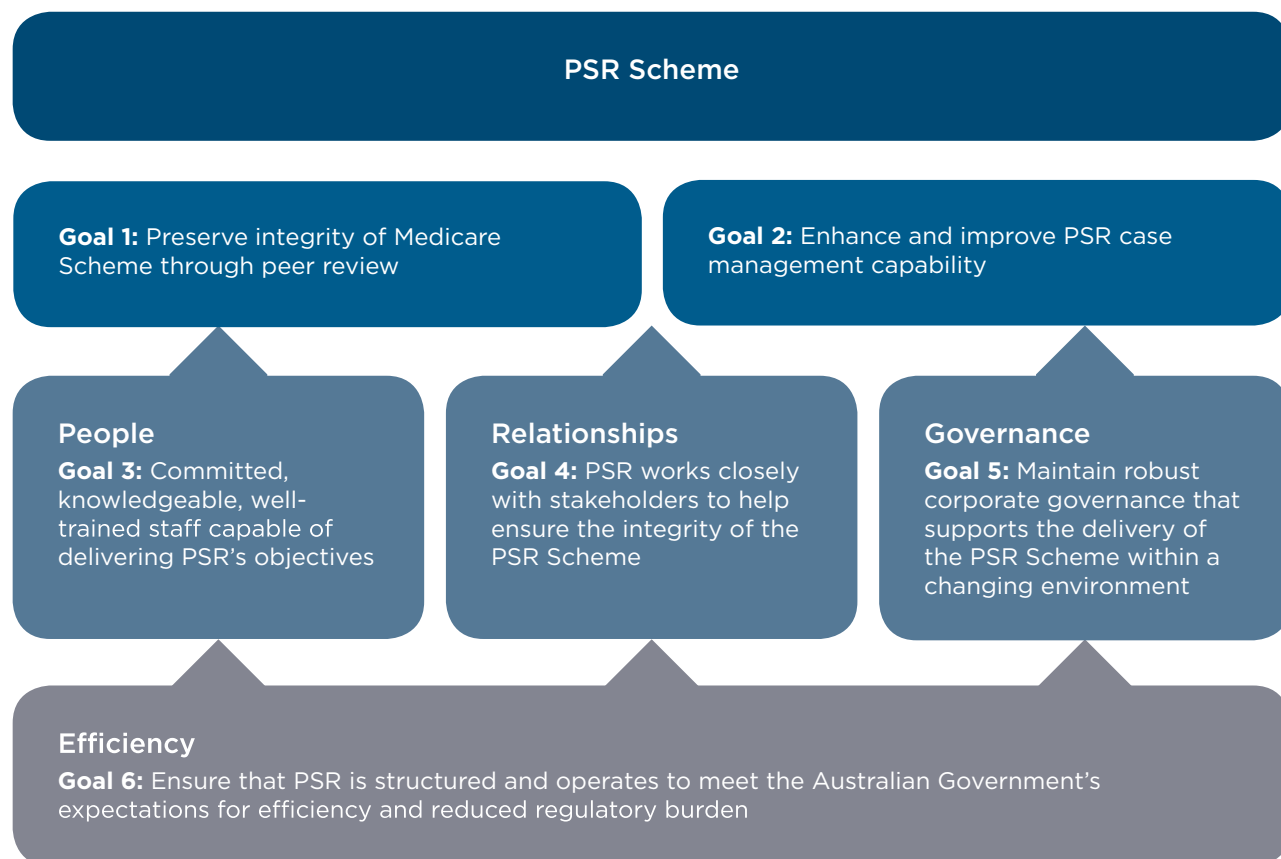 PSR Scheme
Goal 1: Preserve integrity of Medicare
Scheme through peer review
Goal 2: Enhance and improve PSR case
management capability
People
Goal 3: Committed,
knowledgeable, well-
trained staff capable of
delivering PSR’s objectives
Relationships
Goal 4: PSR works closely
with stakeholders to help
ensure the integrity of the
PSR Scheme
Governance
Goal 5: Maintain robust
corporate governance that
supports the delivery of
the PSR Scheme within a
changing environment
Efficiency
Goal 6: Ensure that PSR is structured and operates to meet the Australian Government’s
expectations for efficiency and reduced regulatory burden